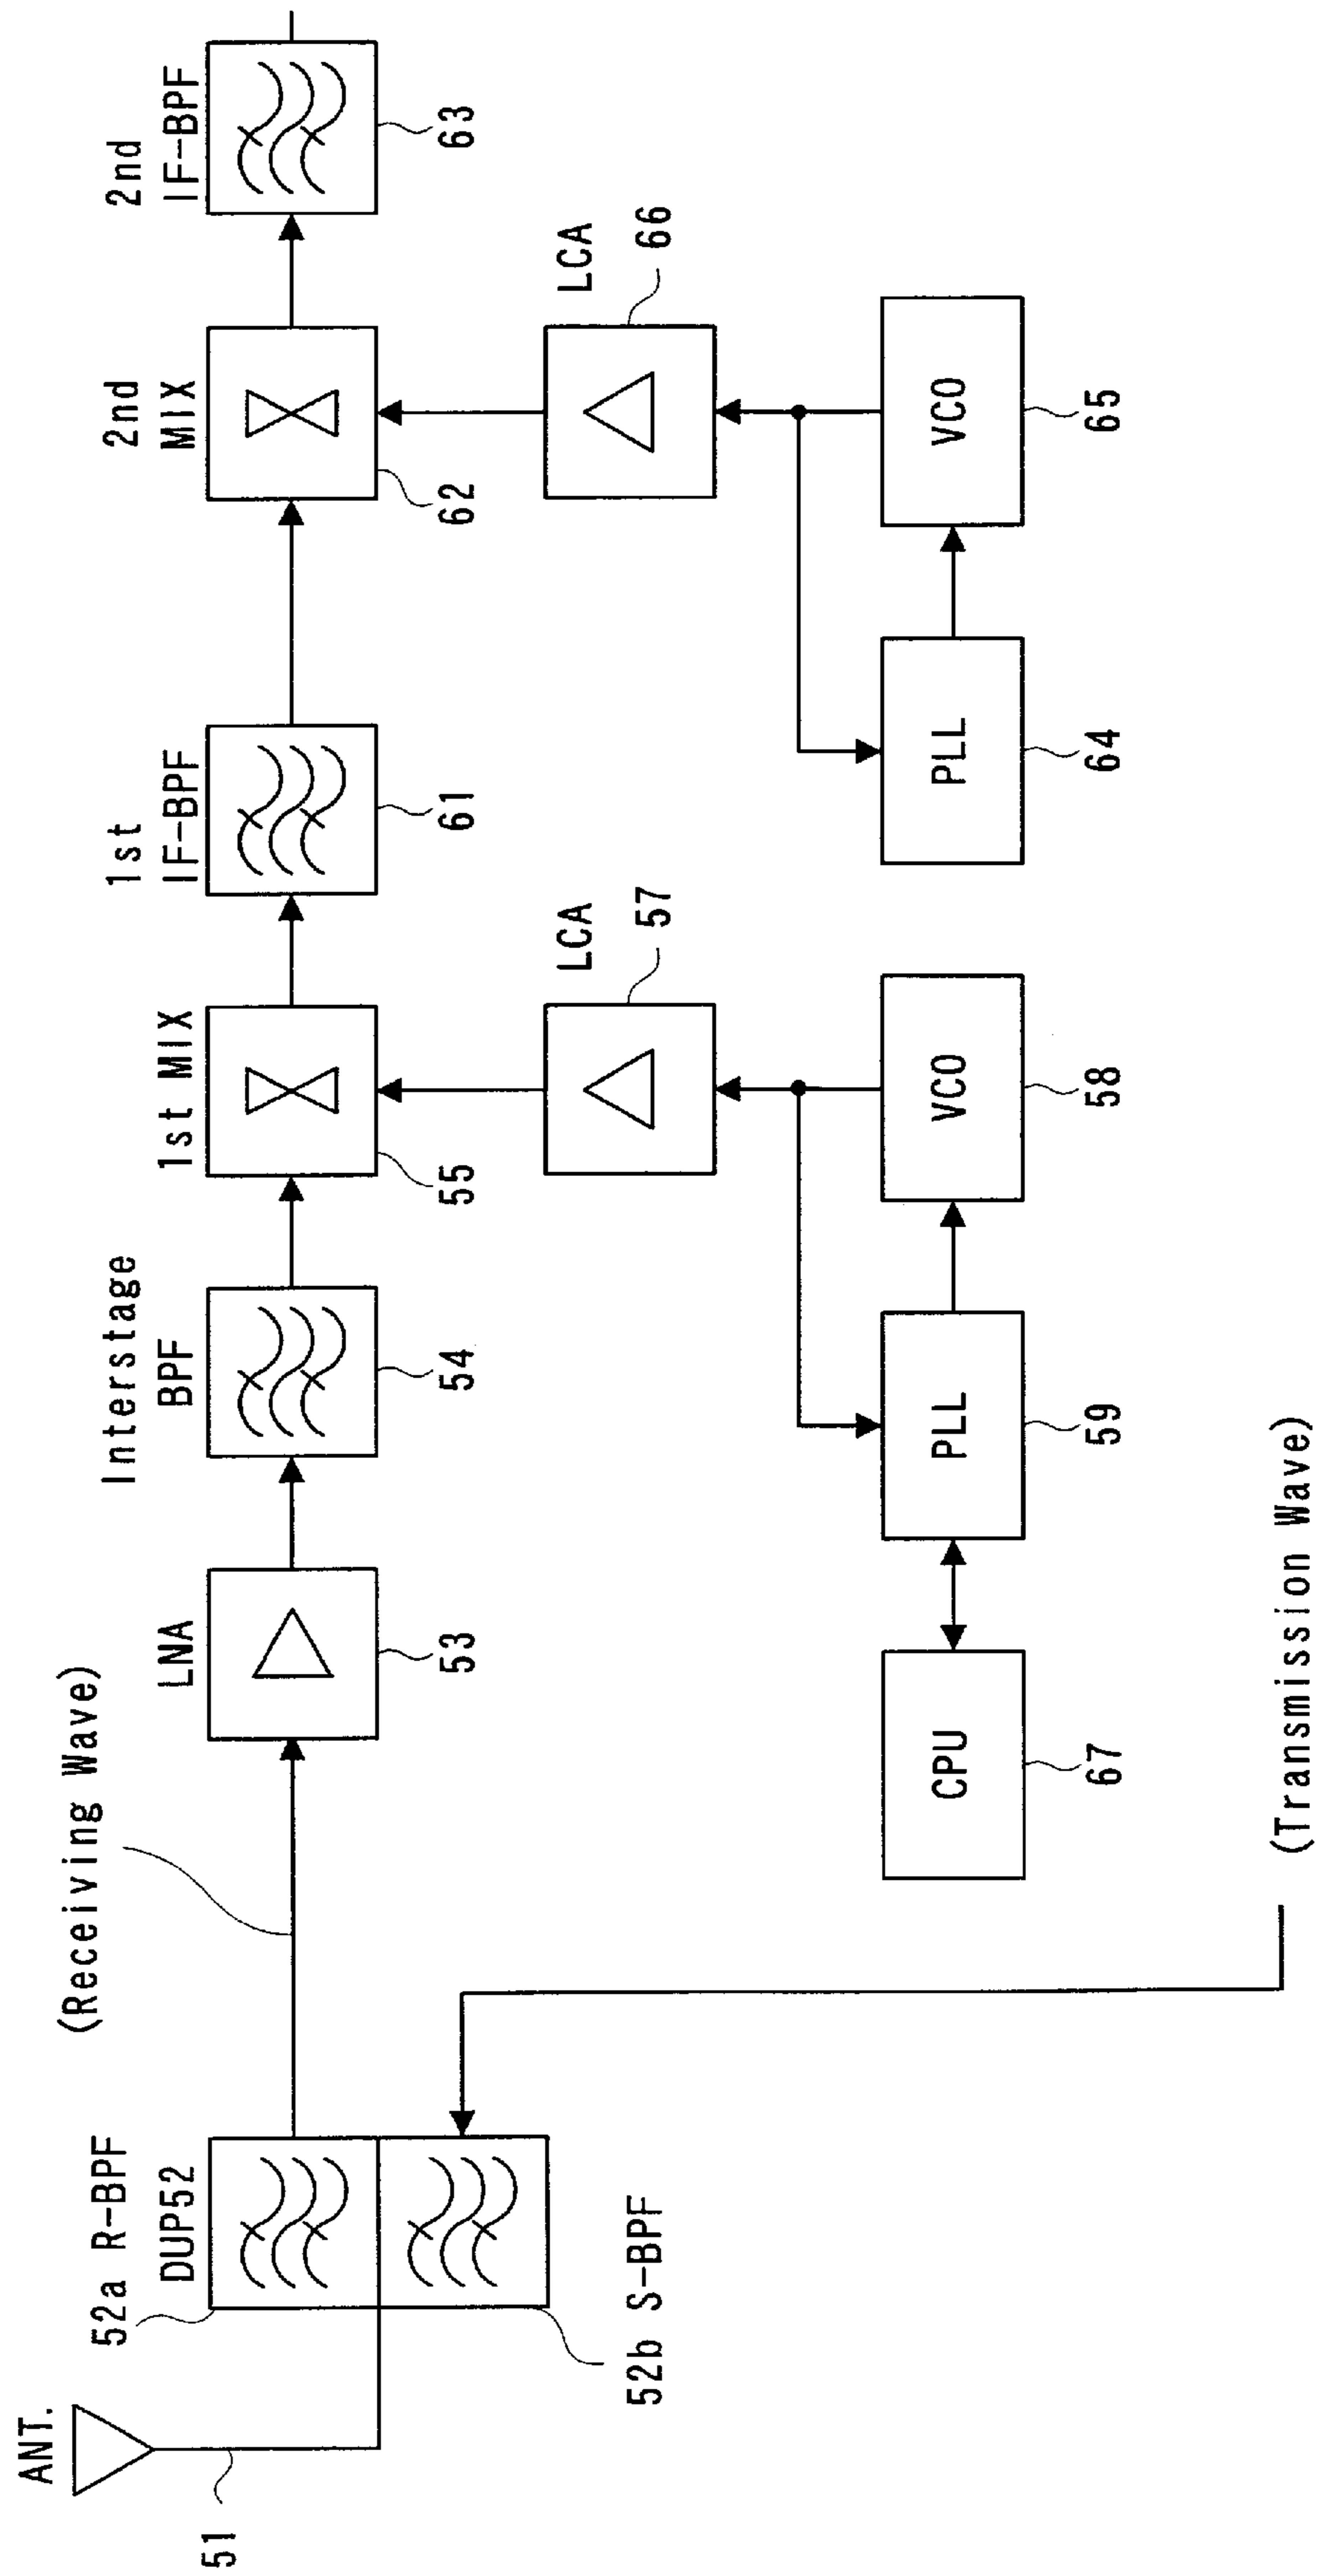 ANT.
51
52a R-BPF
DUP52
52b S-BPF
(Receiving Wave)
LNA
53
Interstage
BPF
54
1st MIX
55
1st
IF-BPF
61
2nd
MIX
62
2nd
IF-BPF
63
LCA
57
LCA
66
CPU
67
PLL
59
VCO
58
PLL
64
VCO
65
(Transmission Wave)